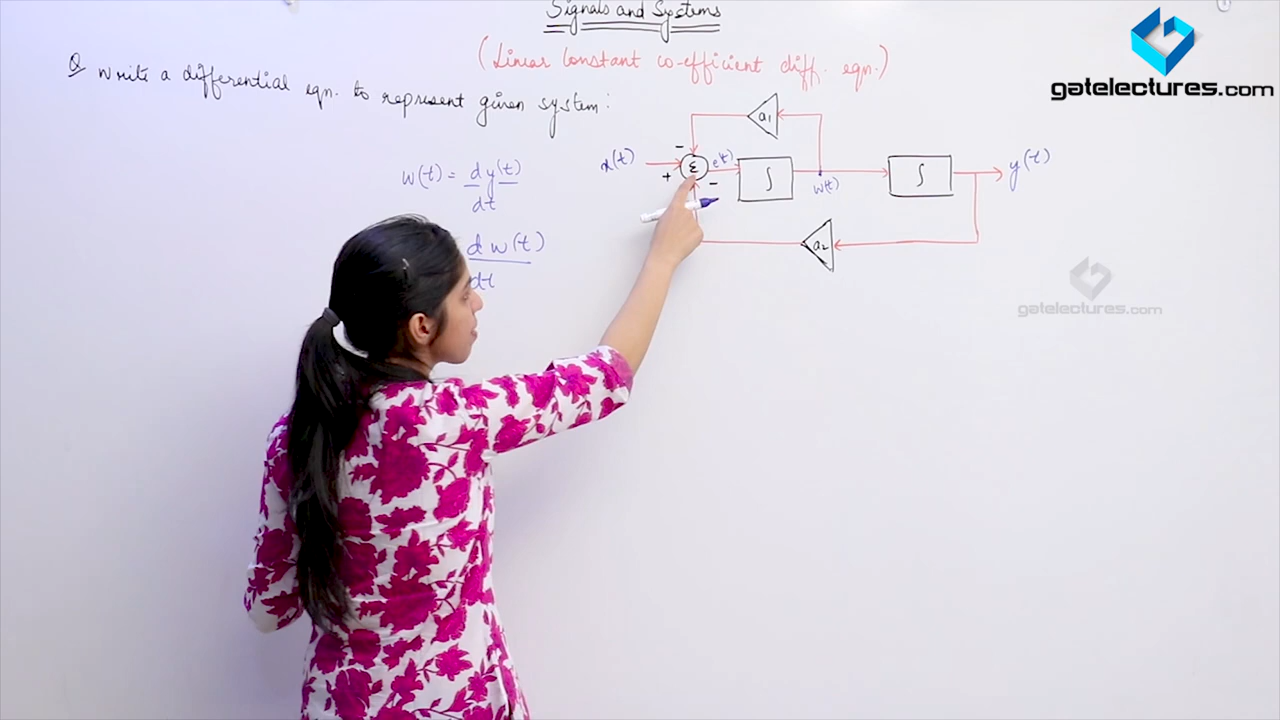 Signals and Systems
(Linear Constant co-efficient diff. eqn.)
gatelectures.com
Q Write a differential eqn. to represent given system:
a1
x(t)
-
+
Σ
e(t)
-
∫
w(t)
∫
y(t)
a2
w(t) = d y(t)
dt
d w(t)
dt
gatelectures.com